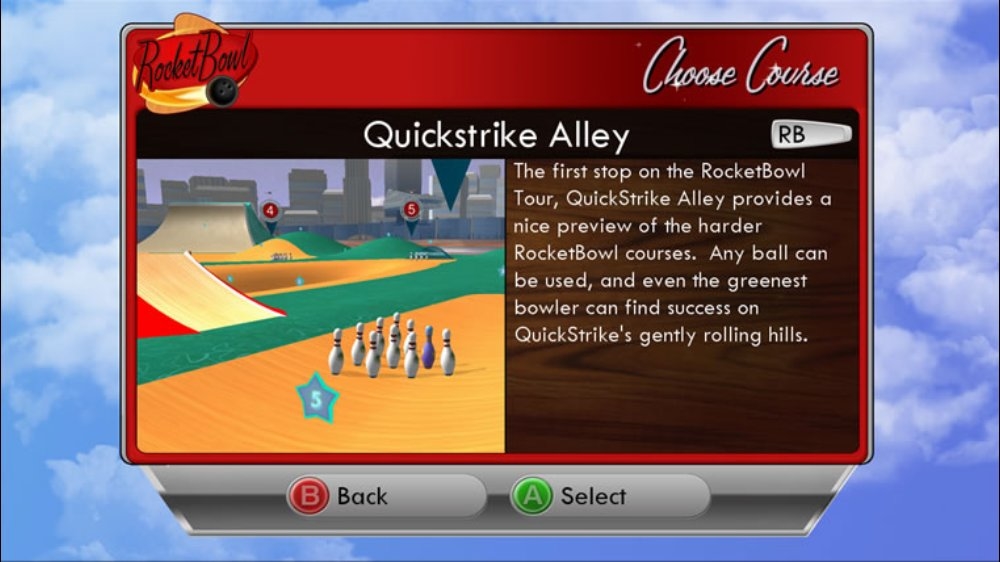 RocketBowl
Choose Course
Quickstrike Alley
RB
The first stop on the RocketBowl
Tour, QuickStrike Alley provides a
nice preview of the harder
RocketBowl courses. Any ball can
be used, and even the greenest
bowler can find success on
QuickStrike's gently rolling hills.
4
5
5
B Back
A Select